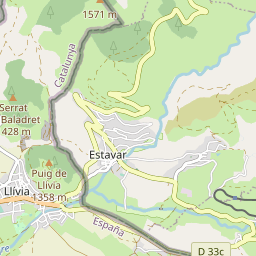 1571 m
Catalunya
Serrat
Baladret
428 m
Estavar
Puig de
Llívia
1358 m
Llívia
España
D 33c